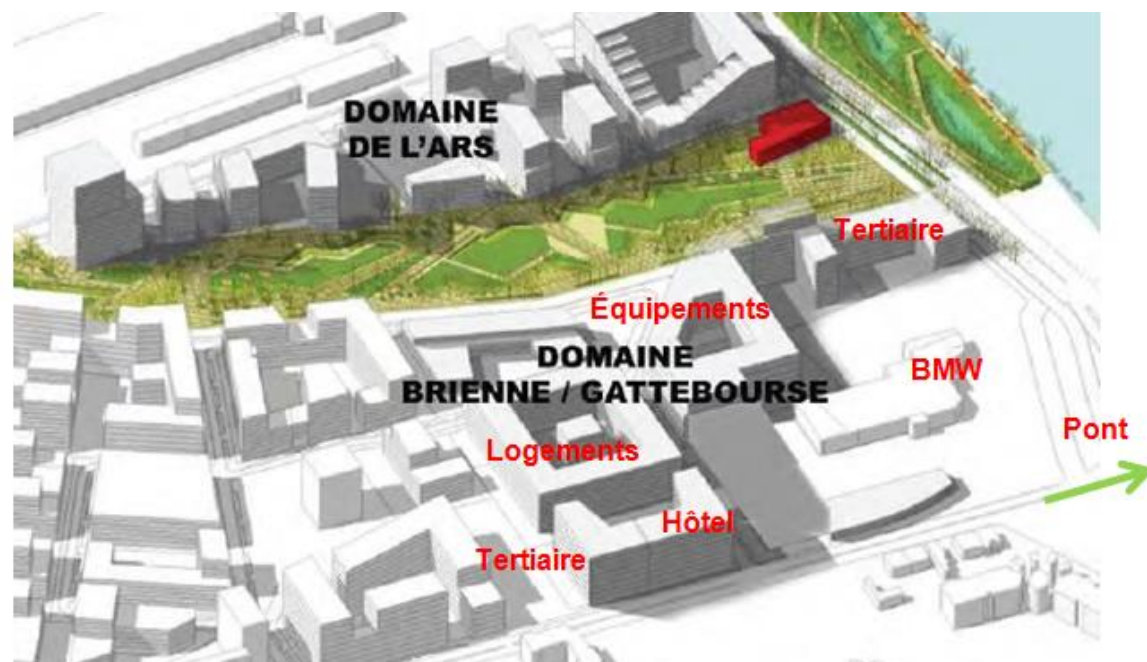 DOMAINE
DE L'ARS
Tertiaire
Équipements
DOMAINE
BRIENNE / GATTEBOURSE
BMW
Pont
Logements
Hôtel
Tertiaire